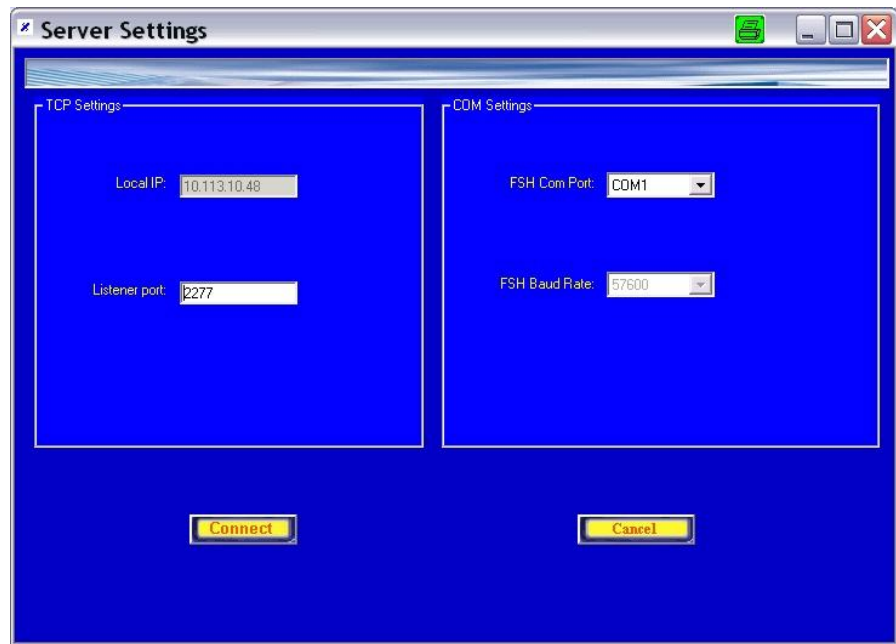 Server Settings
TCP Settings
Local IP: 10.113.10.48
Listener port: 2277
COM Settings
FSH Com Port: COM1
FSH Baud Rate: 57600
Connect
Cancel